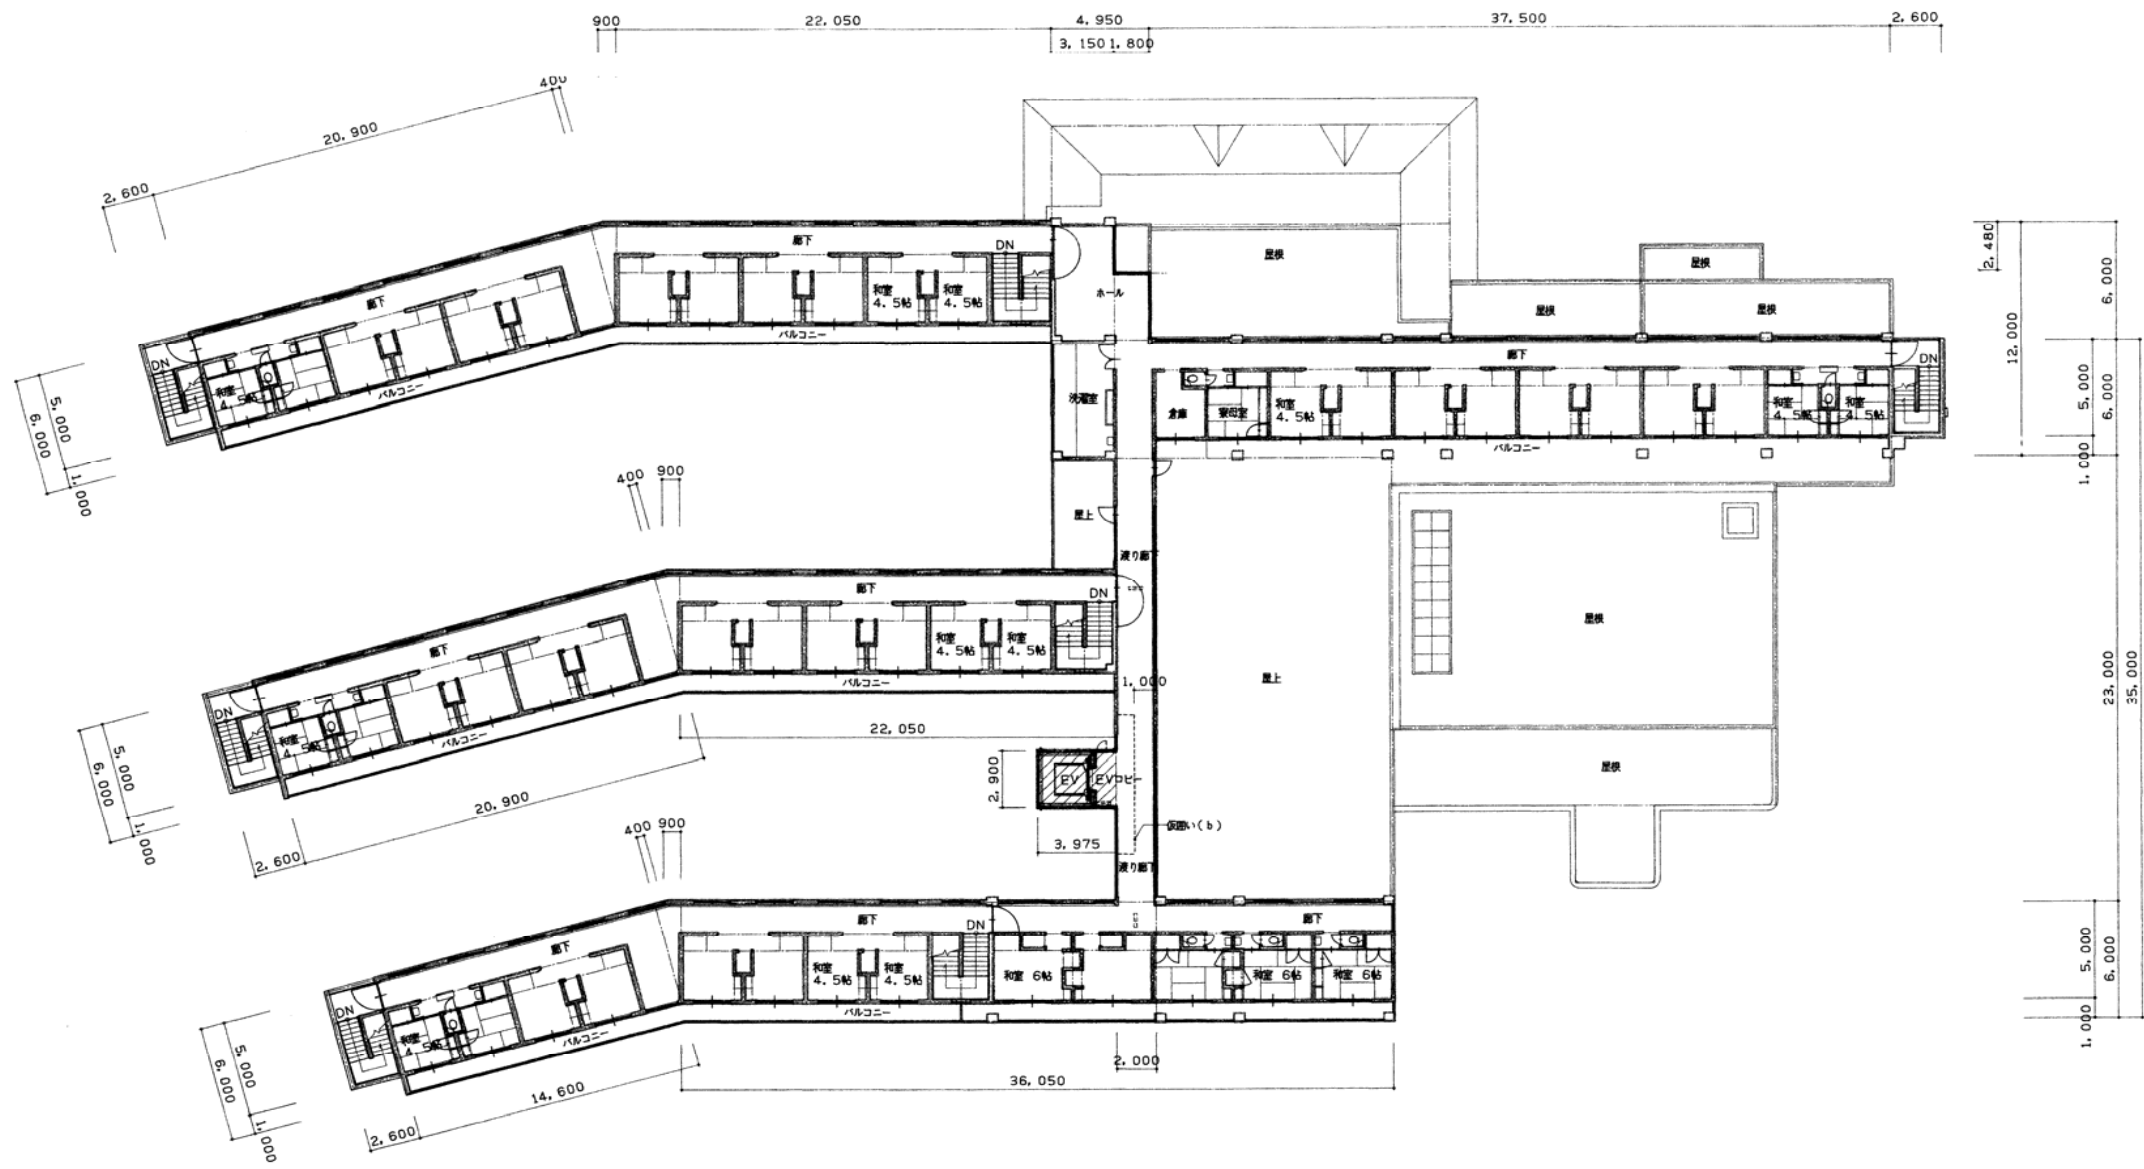 900
22,050
4,950
37,500
2,600
3,150
1,800
400
20,900
2,600
廊下
DN
屋根
屋根
2,480
6,000
和室
4.5帖
和室
4.5帖
ホール
屋根
屋根
廊下
バルコニー
12,000
DN
和室
4.5帖
バルコニー
廊下
DN
5,000
6,000
1,000
洗濯室
倉庫
寮母室
和室
4.5帖
和室
4.5帖
和室
4.5帖
5,000
6,000
1,000
バルコニー
400
900
屋上
渡り廊下
廊下
DN
屋根
和室
4.5帖
和室
4.5帖
廊下
バルコニー
屋上
1,000
23,000
35,000
DN
和室
4.5帖
バルコニー
22,050
5,000
6,000
1,000
2,900
EV
EVロビー
屋根
20,900
2,600
400
900
3,975
仮囲い(b)
渡り廊下
廊下
DN
廊下
廊下
和室
4.5帖
和室
4.5帖
和室 6帖
和室 6帖
和室 6帖
5,000
6,000
1,000
DN
和室
4.5帖
バルコニー
バルコニー
5,000
6,000
1,000
2,000
36,050
14,600
2,600